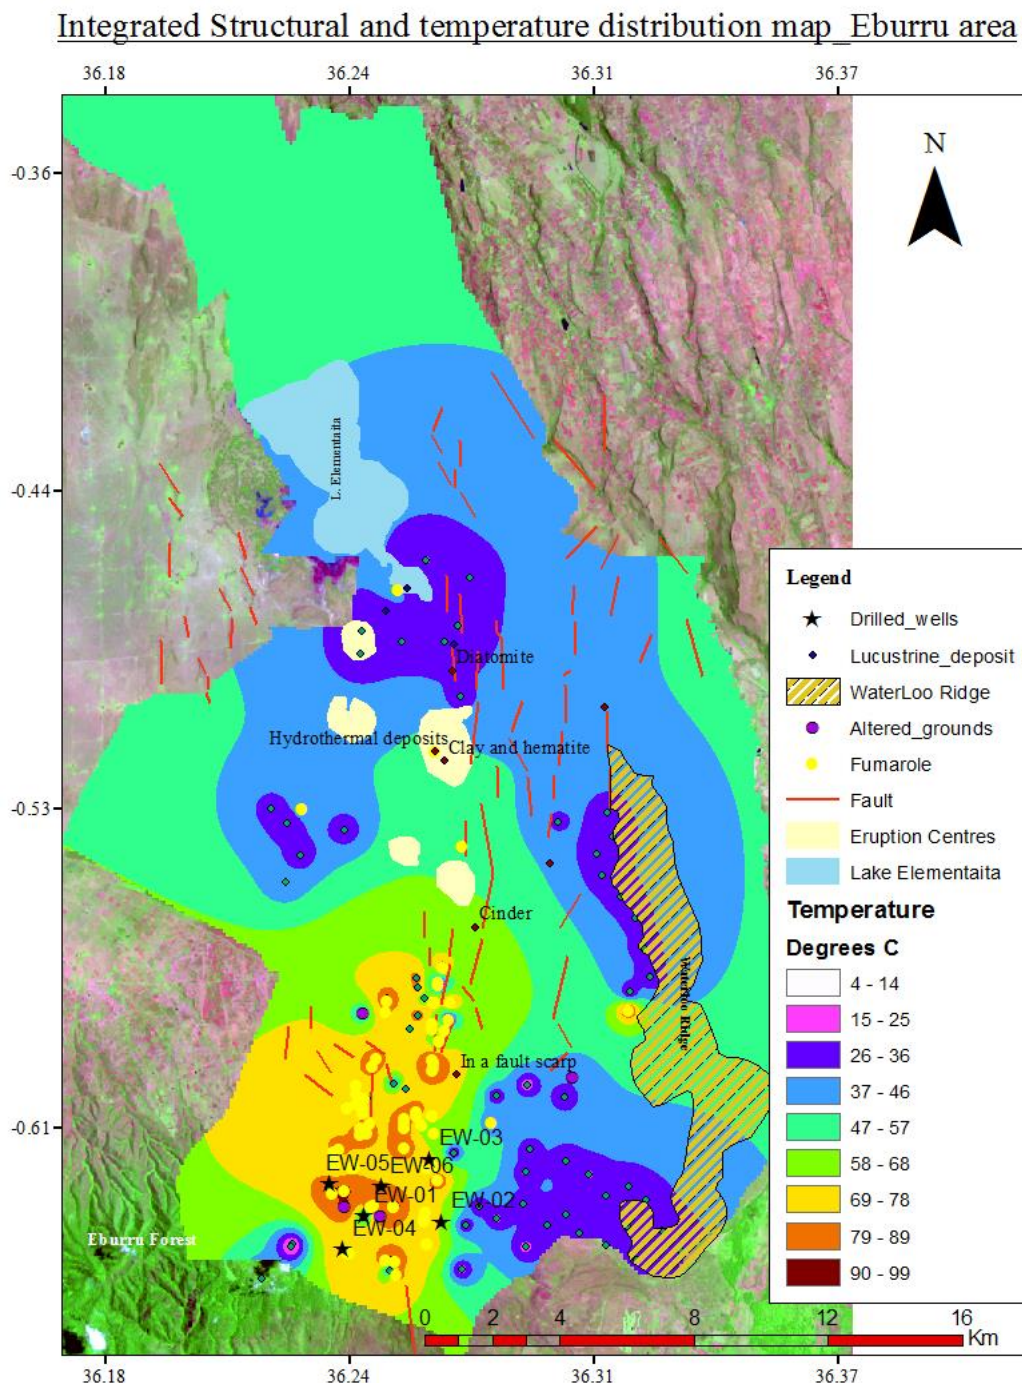 Integrated Structural and temperature distribution map_Eburru area
36.18 36.24 36.31 36.37
N
-0.36
-0.44
-0.53
-0.61
L. Elementaita
Diatomite
Hydrothermal deposits
Clay and hematite
Cinder
Waterloo Ridge
In a fault scarp
EW-03
EW-05
EW-06
EW-01
EW-02
EW-04
Eburru Forest
Legend
Drilled_wells
Lucustrine_deposit
WaterLoo Ridge
Altered_grounds
Fumarole
Fault
Eruption Centres
Lake Elementaita
Temperature
Degrees C
4 - 14
15 - 25
26 - 36
37 - 46
47 - 57
58 - 68
69 - 78
79 - 89
90 - 99
0 2 4 8 12 16
Km
36.18 36.24 36.31 36.37